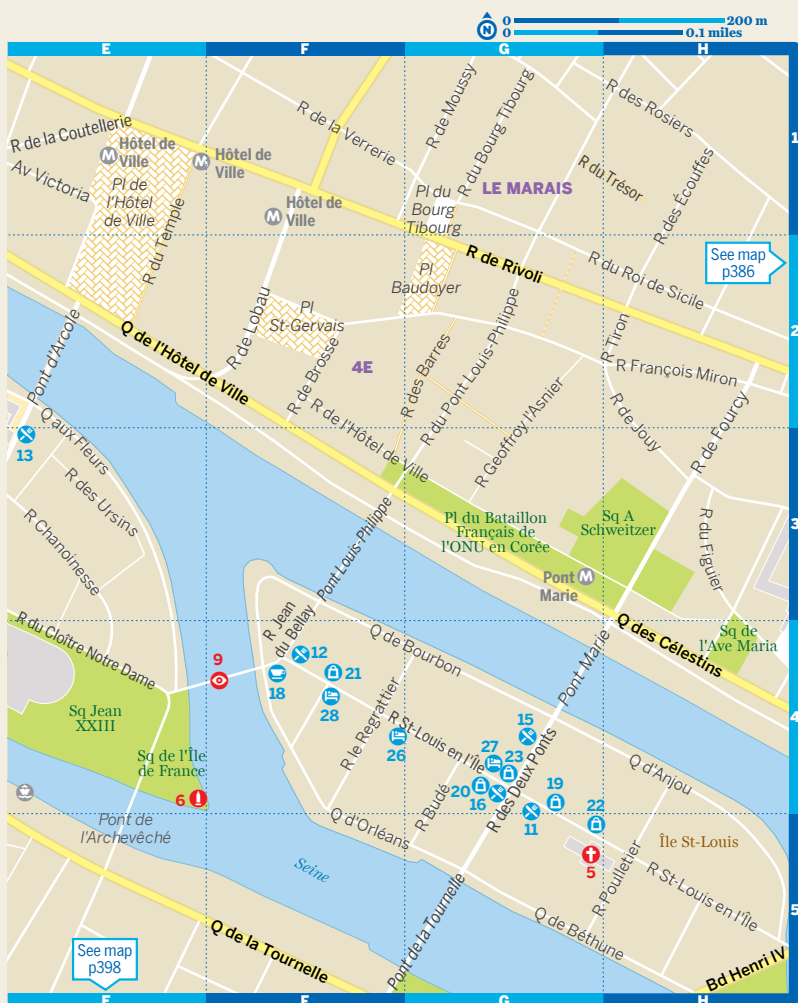 N
0
200 m
0
0.1 miles
E
F
G
H
1
2
3
4
5
R de la Coutellerie
Hôtel de
Ville
Hôtel de
Ville
Hôtel de
Ville
Av Victoria
Pl de
l'Hôtel
de Ville
R du Temple
R de la Verrerie
R de Moussy
R du Bourg Tibourg
Pl du
Bourg
Tibourg
LE MARAIS
R des Rosiers
R du Trésor
R des Écouffes
See map
p386
R de Rivoli
R du Roi de Sicile
Pl
Baudoyer
R de Lobau
Pl
St-Gervais
Pont d'Arcole
Q de l'Hôtel de Ville
R de Brosse
4E
R des Barres
R du Pont Louis-Philippe
R Geoffroy l'Asnier
R Tiron
R François Miron
R de Jouy
R de Fourcy
R de l'Hôtel de Ville
13
Q aux Fleurs
R des Ursins
R Chanoinesse
Pont Louis-Philippe
Pl du Bataillon
Français de
l'ONU en Corée
Sq A
Schweitzer
R du Figuier
Pont
Marie
R du Cloître Notre Dame
R Jean
du Bellay
Q de Bourbon
Pont Marie
Q des Célestins
Sq de
l'Ave Maria
9
12
21
18
28
Sq Jean
XXIII
R le Regrattier
26
R St-Louis en l'Île
15
27
23
Sq de l'Île
de France
6
20
16
R des Deux Ponts
11
19
22
Q d'Anjou
Pont de
l'Archevêché
Q d'Orléans
R Budé
Île St-Louis
5
Seine
R Poulletier
R St-Louis en l'Île
Pont de la Tournelle
Q de Béthune
Q de la Tournelle
See map
p398
Bd Henri IV
E
F
G
H